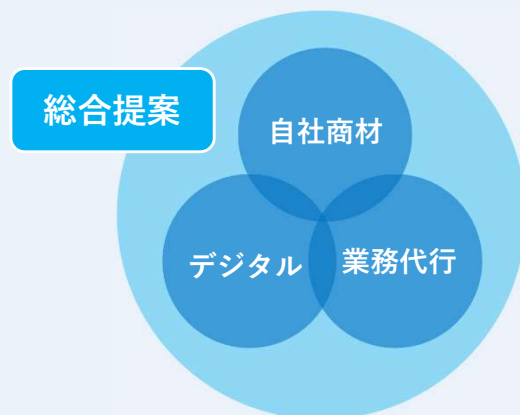 総合提案
自社商材
デジタル
業務代行